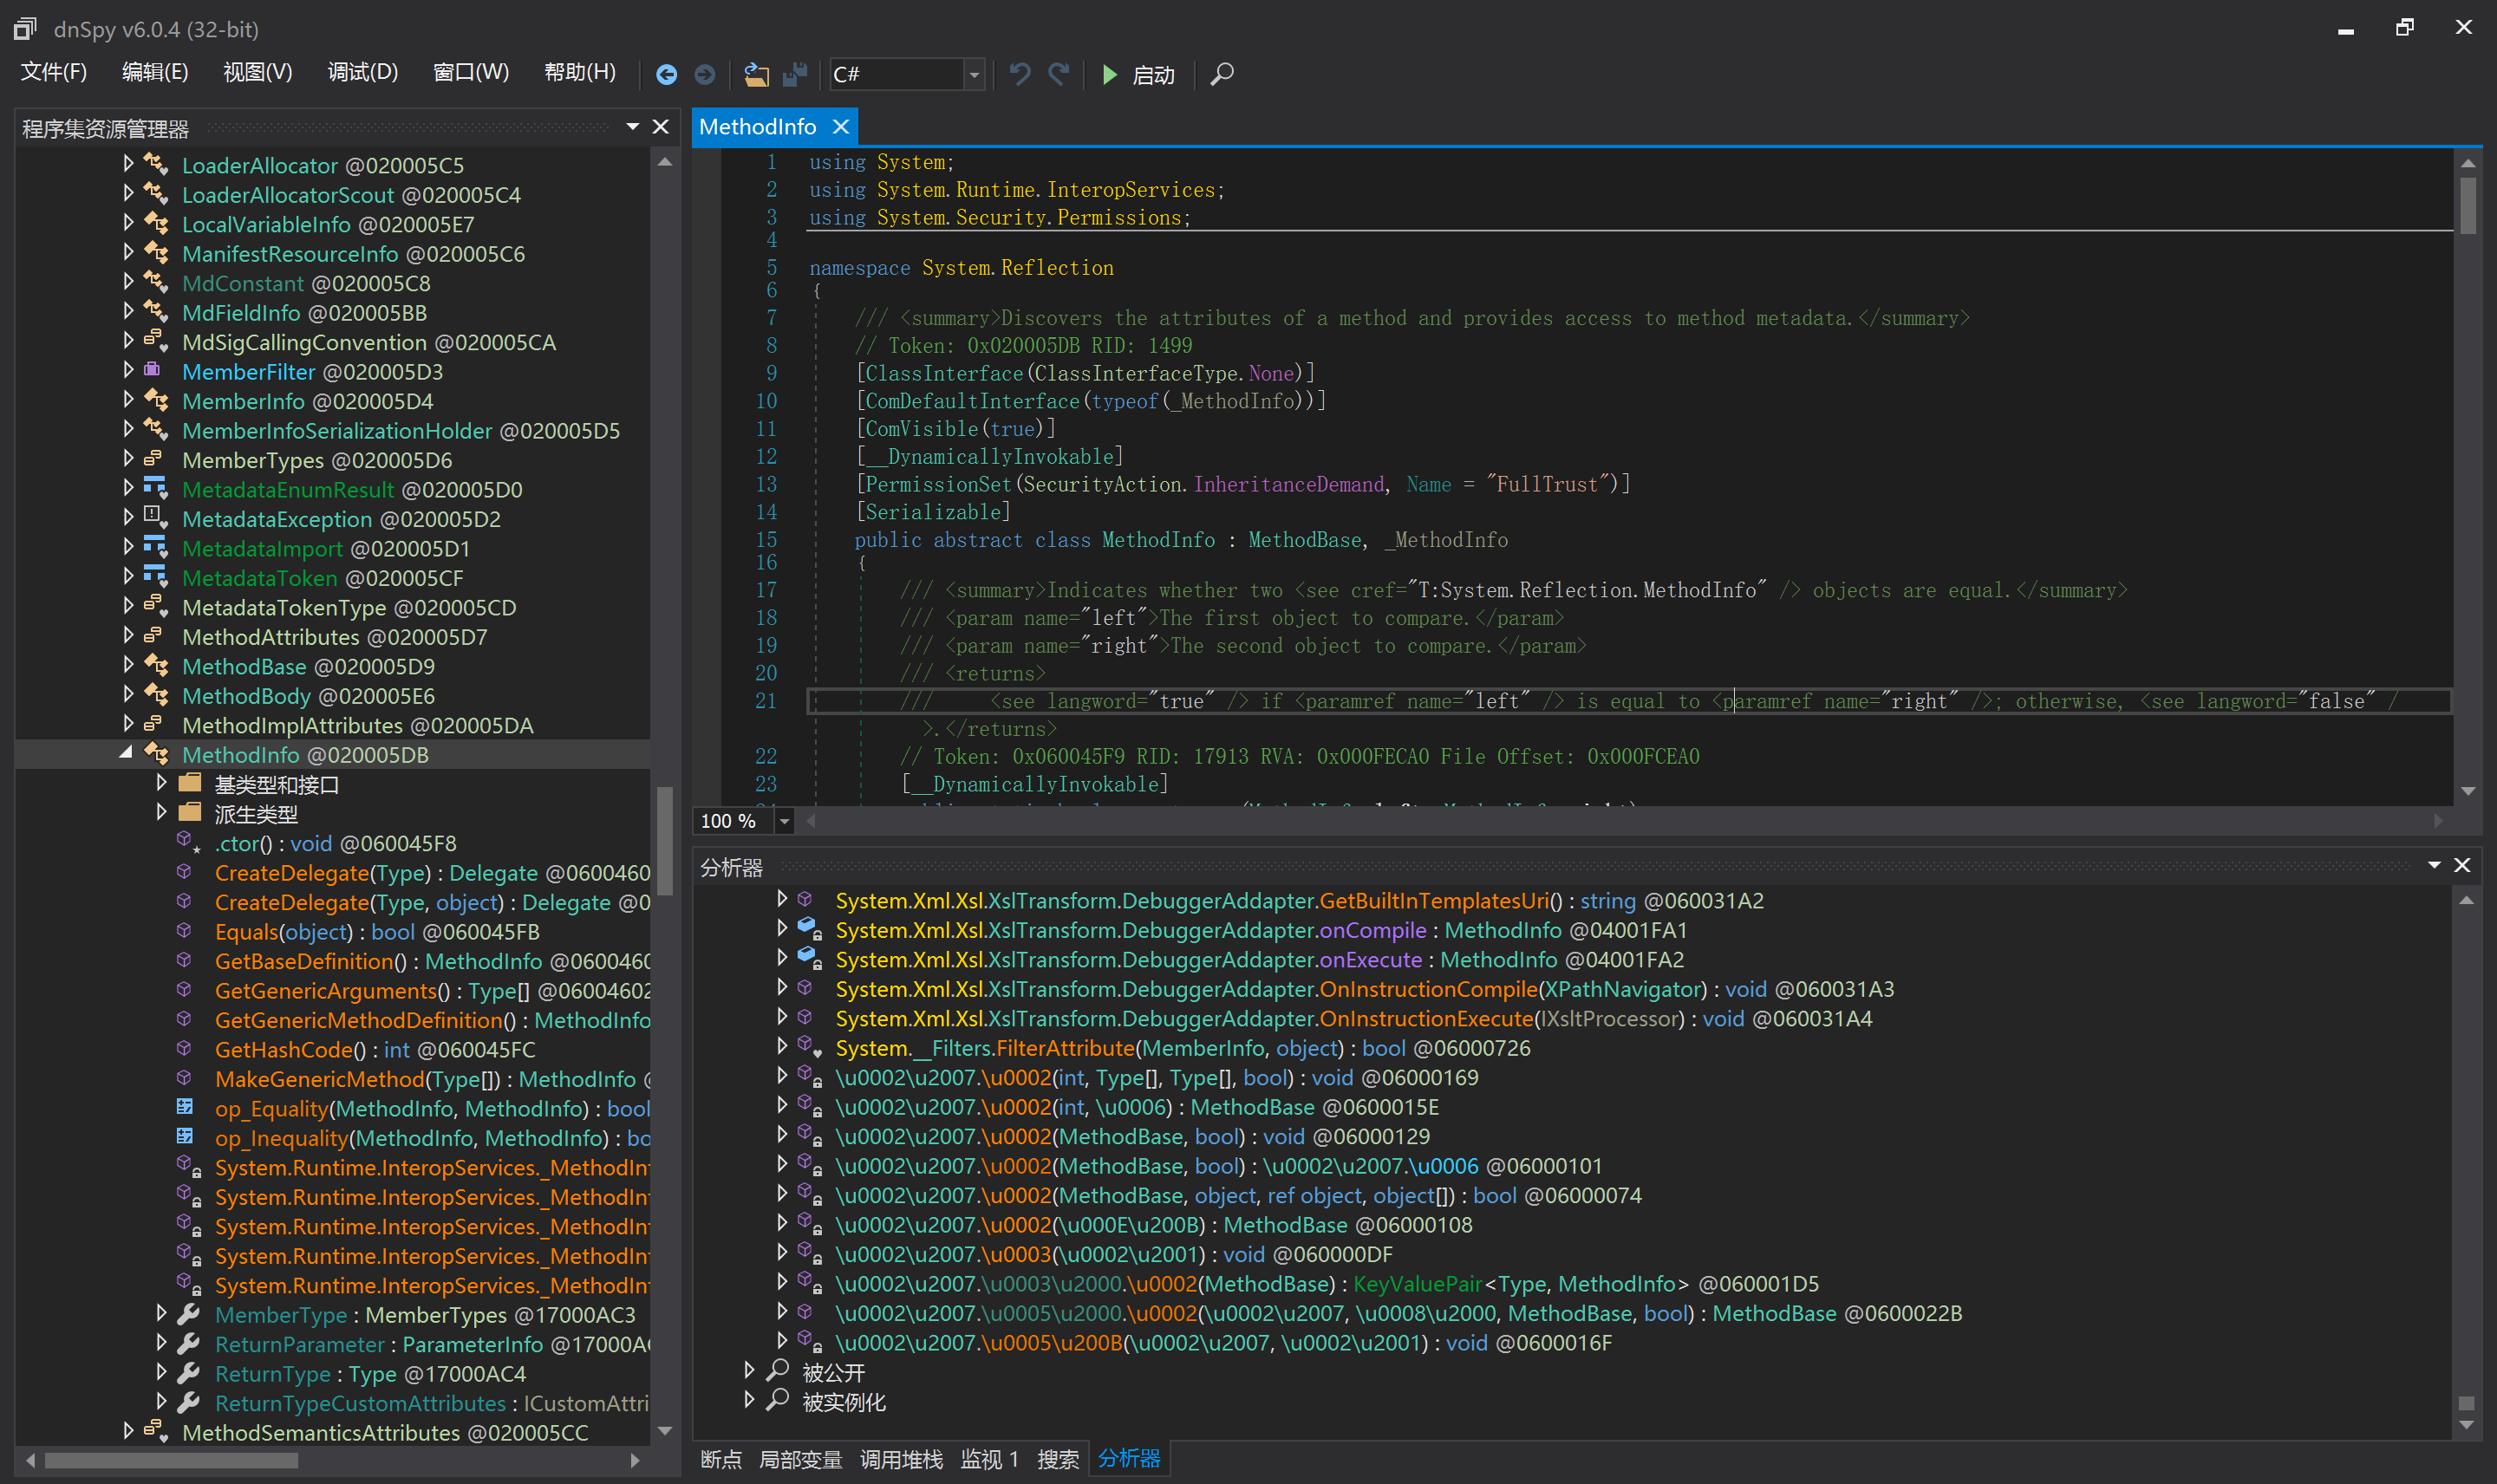 dnSpy v6.0.4 (32-bit)
文件(F) 编辑(E) 视图(V) 调试(D) 窗口(W) 帮助(H) C# 启动
程序集资源管理器
LoaderAllocator @020005C5
LoaderAllocatorScout @020005C4
LocalVariableInfo @020005E7
ManifestResourceInfo @020005C6
MdConstant @020005C8
MdFieldInfo @020005BB
MdSigCallingConvention @020005CA
MemberFilter @020005D3
MemberInfo @020005D4
MemberInfoSerializationHolder @020005D5
MemberTypes @020005D6
MetadataEnumResult @020005D0
MetadataException @020005D2
MetadataImport @020005D1
MetadataToken @020005CF
MetadataTokenType @020005CD
MethodAttributes @020005D7
MethodBase @020005D9
MethodBody @020005E6
MethodImplAttributes @020005DA
MethodInfo @020005DB
基类型和接口
派生类型
.ctor() : void @060045F8
CreateDelegate(Type) : Delegate @0600460
CreateDelegate(Type, object) : Delegate @0
Equals(object) : bool @060045FB
GetBaseDefinition() : MethodInfo @0600460
GetGenericArguments() : Type[] @06004602
GetGenericMethodDefinition() : MethodInfo
GetHashCode() : int @060045FC
MakeGenericMethod(Type[]) : MethodInfo @
op_Equality(MethodInfo, MethodInfo) : bool
op_Inequality(MethodInfo, MethodInfo) : bo
System.Runtime.InteropServices._MethodInf
System.Runtime.InteropServices._MethodInf
System.Runtime.InteropServices._MethodInf
System.Runtime.InteropServices._MethodInf
System.Runtime.InteropServices._MethodInf
MemberType : MemberTypes @17000AC3
ReturnParameter : ParameterInfo @17000A
ReturnType : Type @17000AC4
ReturnTypeCustomAttributes : ICustomAttri
MethodSemanticsAttributes @020005CC
MethodInfo
1 using System;
2 using System.Runtime.InteropServices;
3 using System.Security.Permissions;
4
5 namespace System.Reflection
6 {
7 /// <summary>Discovers the attributes of a method and provides access to method metadata.</summary>
8 // Token: 0x020005DB RID: 1499
9 [ClassInterface(ClassInterfaceType.None)]
10 [ComDefaultInterface(typeof(_MethodInfo))]
11 [ComVisible(true)]
12 [__DynamicallyInvokable]
13 [PermissionSet(SecurityAction.InheritanceDemand, Name = "FullTrust")]
14 [Serializable]
15 public abstract class MethodInfo : MethodBase, _MethodInfo
16 {
17 /// <summary>Indicates whether two <see cref="T:System.Reflection.MethodInfo" /> objects are equal.</summary>
18 /// <param name="left">The first object to compare.</param>
19 /// <param name="right">The second object to compare.</param>
20 /// <returns>
21 /// <see langword="true" /> if <paramref name="left" /> is equal to <paramref name="right" />; otherwise, <see langword="false" /
>.</returns>
22 // Token: 0x060045F9 RID: 17913 RVA: 0x000FECA0 File Offset: 0x000FCEA0
23 [__DynamicallyInvokable]
100 %
分析器
System.Xml.Xsl.XslTransform.DebuggerAddapter.GetBuiltInTemplatesUri() : string @060031A2
System.Xml.Xsl.XslTransform.DebuggerAddapter.onCompile : MethodInfo @04001FA1
System.Xml.Xsl.XslTransform.DebuggerAddapter.onExecute : MethodInfo @04001FA2
System.Xml.Xsl.XslTransform.DebuggerAddapter.OnInstructionCompile(XPathNavigator) : void @060031A3
System.Xml.Xsl.XslTransform.DebuggerAddapter.OnInstructionExecute(IXsltProcessor) : void @060031A4
System.__Filters.FilterAttribute(MemberInfo, object) : bool @06000726
\u0002\u2007.\u0002(int, Type[], Type[], bool) : void @06000169
\u0002\u2007.\u0002(int, \u0006) : MethodBase @0600015E
\u0002\u2007.\u0002(MethodBase, bool) : void @06000129
\u0002\u2007.\u0002(MethodBase, bool) : \u0002\u2007.\u0006 @06000101
\u0002\u2007.\u0002(MethodBase, object, ref object, object[]) : bool @06000074
\u0002\u2007.\u0002(\u000E\u200B) : MethodBase @06000108
\u0002\u2007.\u0003(\u0002\u2001) : void @060000DF
\u0002\u2007.\u0003\u2000.\u0002(MethodBase) : KeyValuePair<Type, MethodInfo> @060001D5
\u0002\u2007.\u0005\u2000.\u0002(\u0002\u2007, \u0008\u2000, MethodBase, bool) : MethodBase @0600022B
\u0002\u2007.\u0005\u200B(\u0002\u2007, \u0002\u2001) : void @0600016F
被公开
被实例化
断点 局部变量 调用堆栈 监视 1 搜索 分析器